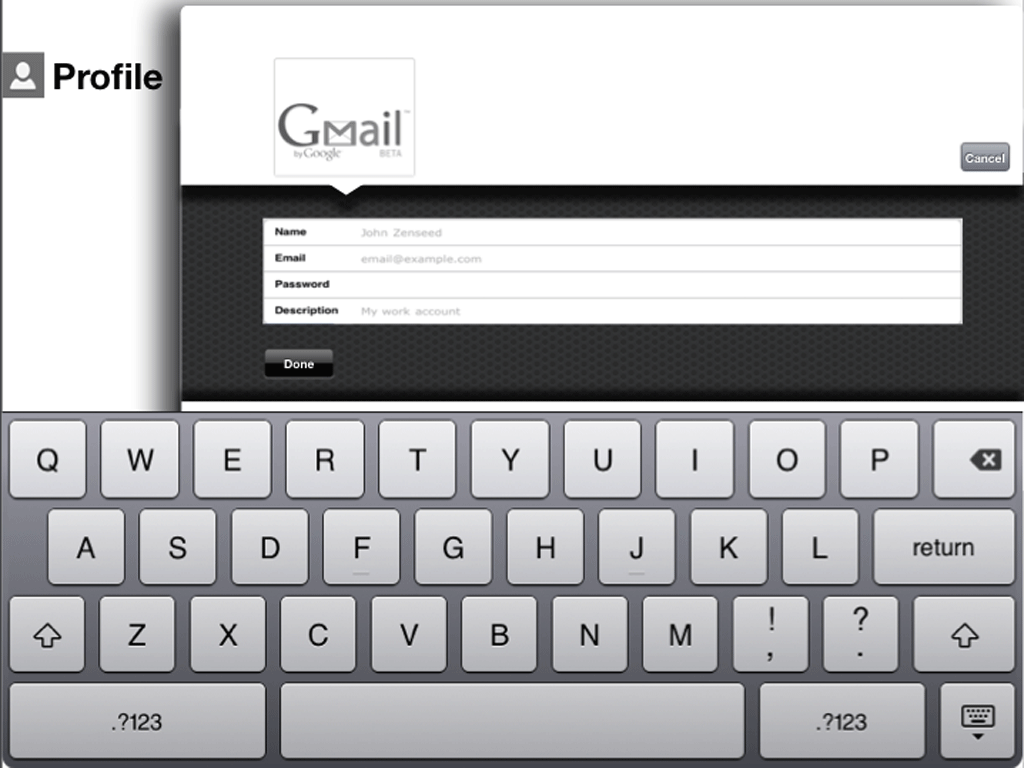 Profile
Gmail™
by Google BETA
Cancel
Name John Zenseed
Email email@example.com
Password
Description My work account
Done
Q W E R T Y U I O P
A S D F G H J K L return
Z X C V B N M ! , ? .
.?123 .?123